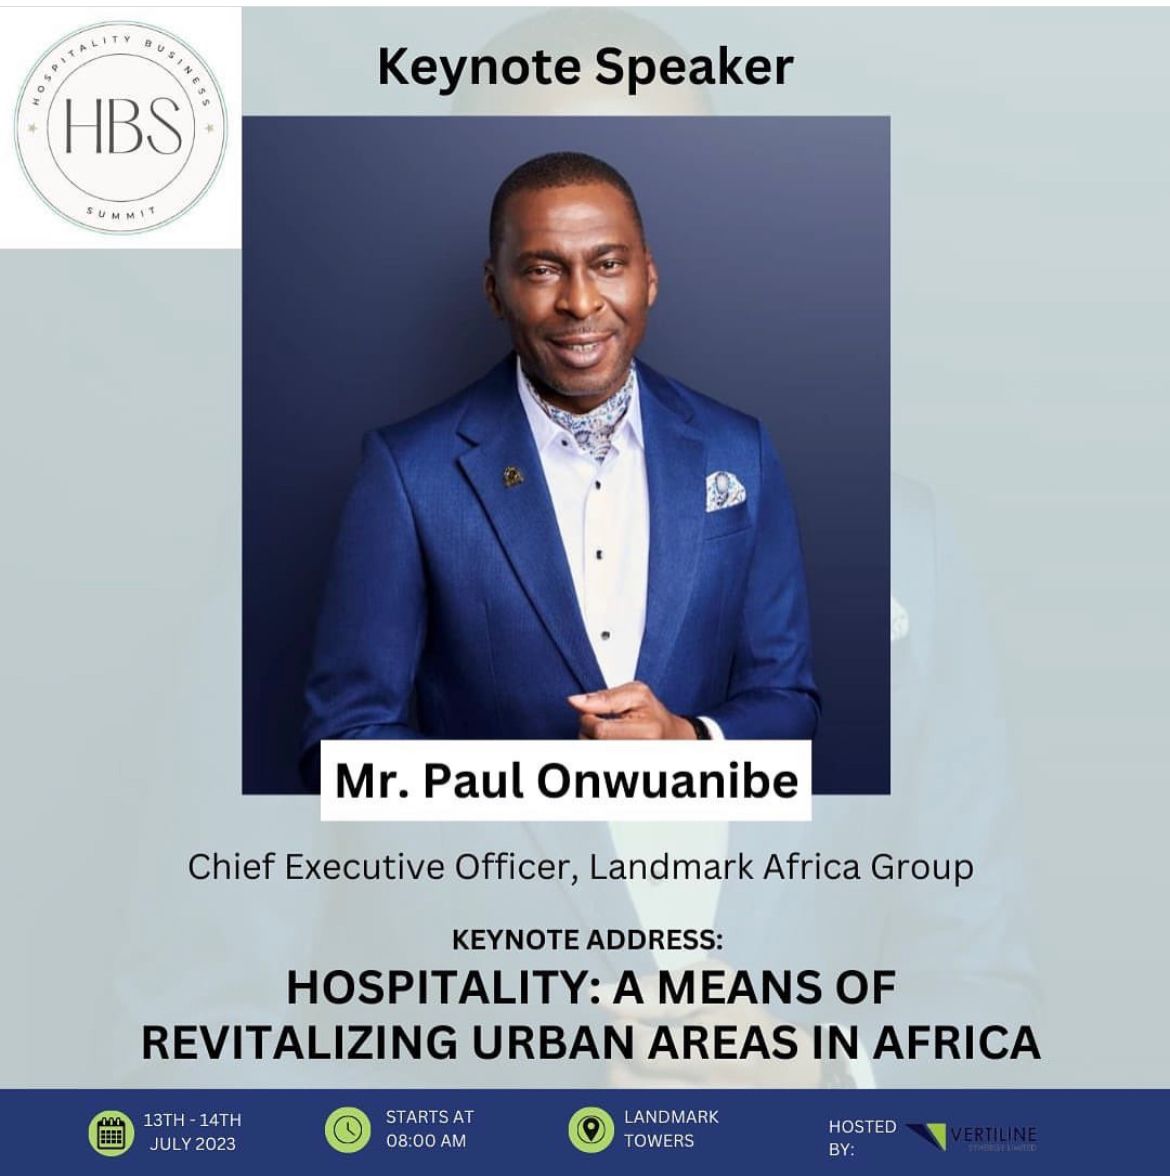 HOSPITALITY BUSINESS
HBS
SUMMIT
Keynote Speaker
Mr. Paul Onwuanibe
Chief Executive Officer, Landmark Africa Group
KEYNOTE ADDRESS:
HOSPITALITY: A MEANS OF
REVITALIZING URBAN AREAS IN AFRICA
13TH - 14TH
JULY 2023
STARTS AT
08:00 AM
LANDMARK
TOWERS
HOSTED
BY:
VERTILINE
SYNERGY LIMITED